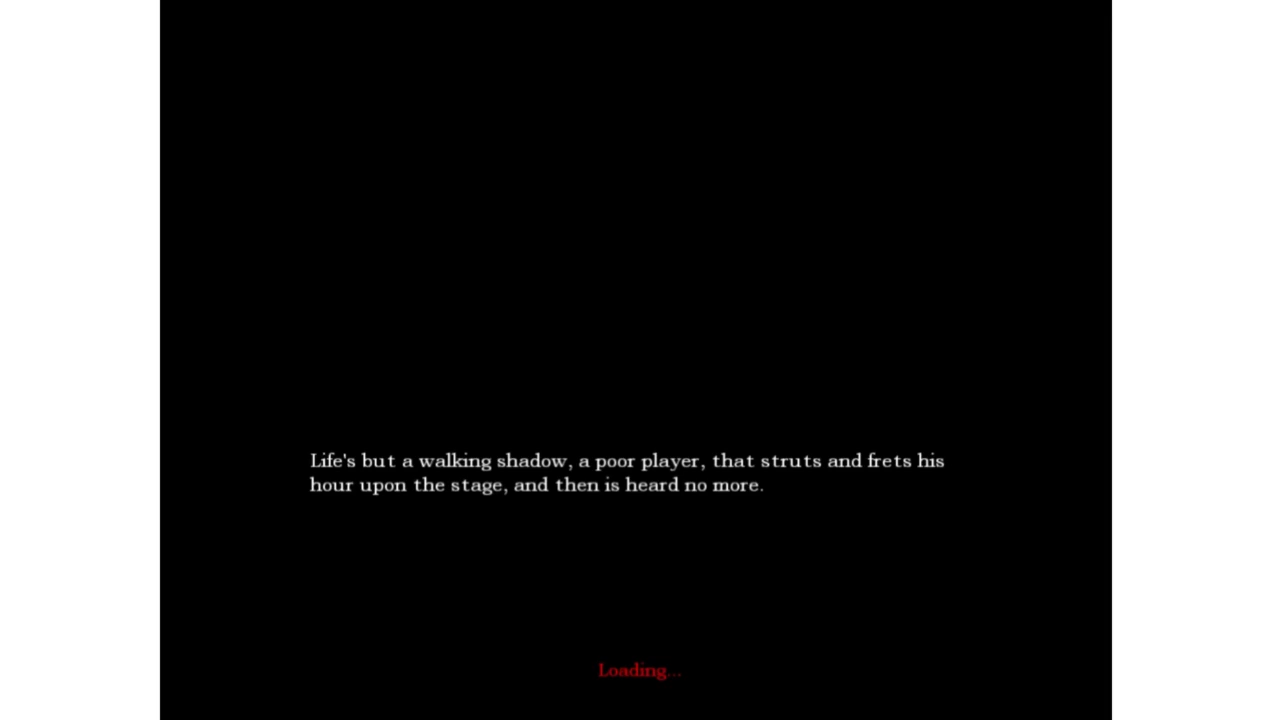 Life's but a walking shadow, a poor player, that struts and frets his
hour upon the stage, and then is heard no more.
Loading...